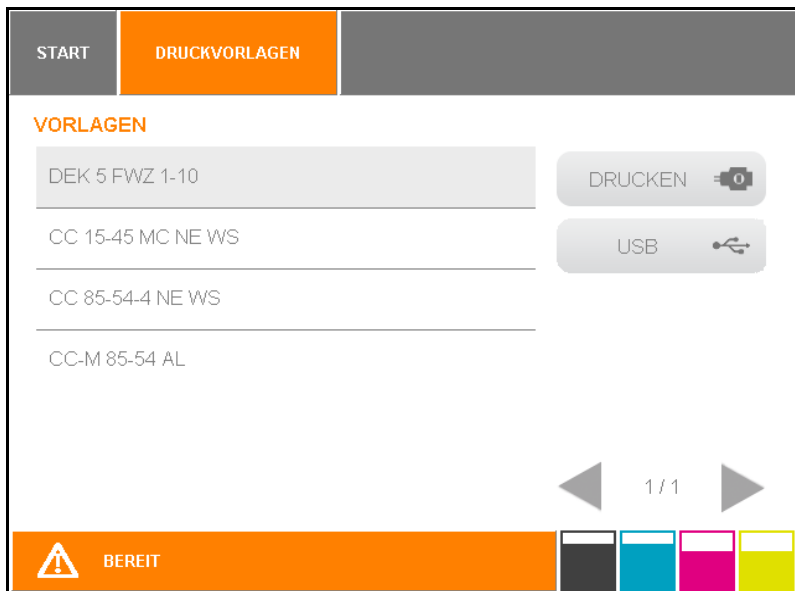 START DRUCKVORLAGEN
VORLAGEN
DEK 5 FWZ 1-10
DRUCKEN
CC 15-45 MC NE WS
USB
CC 85-54-4 NE WS
CC-M 85-54 AL
1 / 1
BEREIT